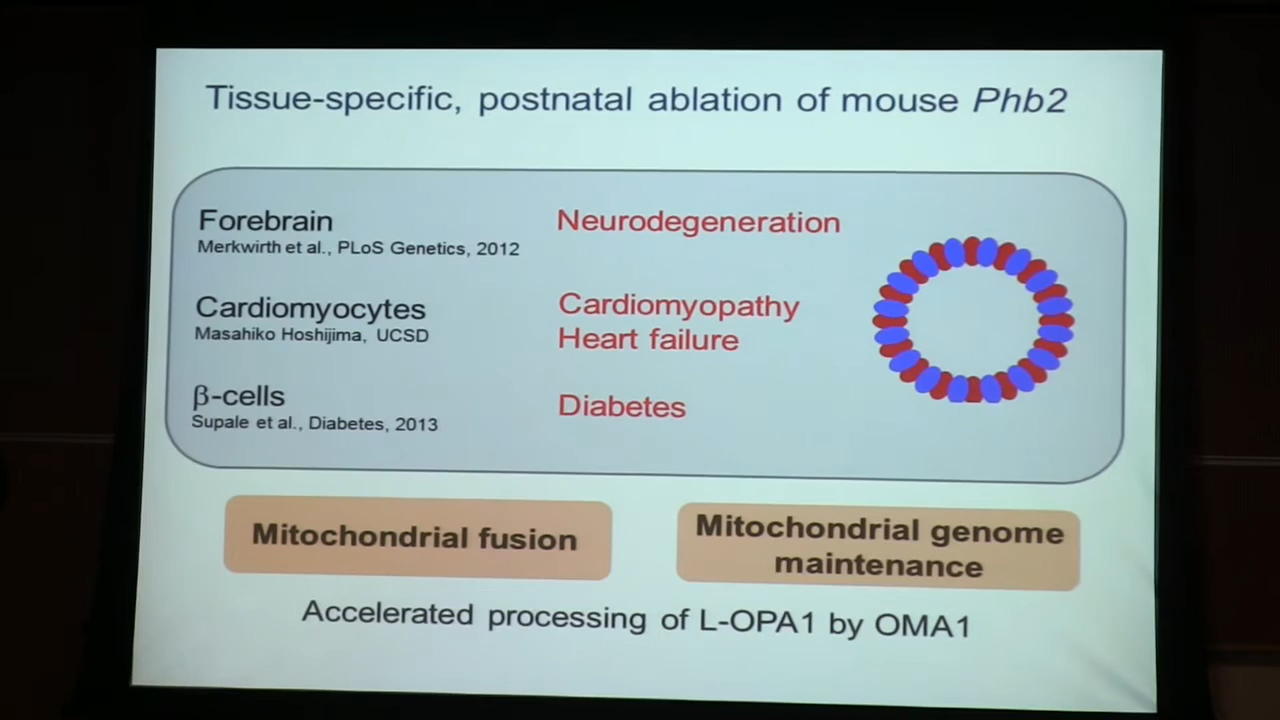 Tissue-specific, postnatal ablation of mouse Phb2
Forebrain
Merkwirth et al., PLoS Genetics, 2012
Neurodegeneration
Cardiomyocytes
Masahiko Hoshijima, UCSD
Cardiomyopathy
Heart failure
β-cells
Supale et al., Diabetes, 2013
Diabetes
Mitochondrial fusion
Mitochondrial genome
maintenance
Accelerated processing of L-OPA1 by OMA1